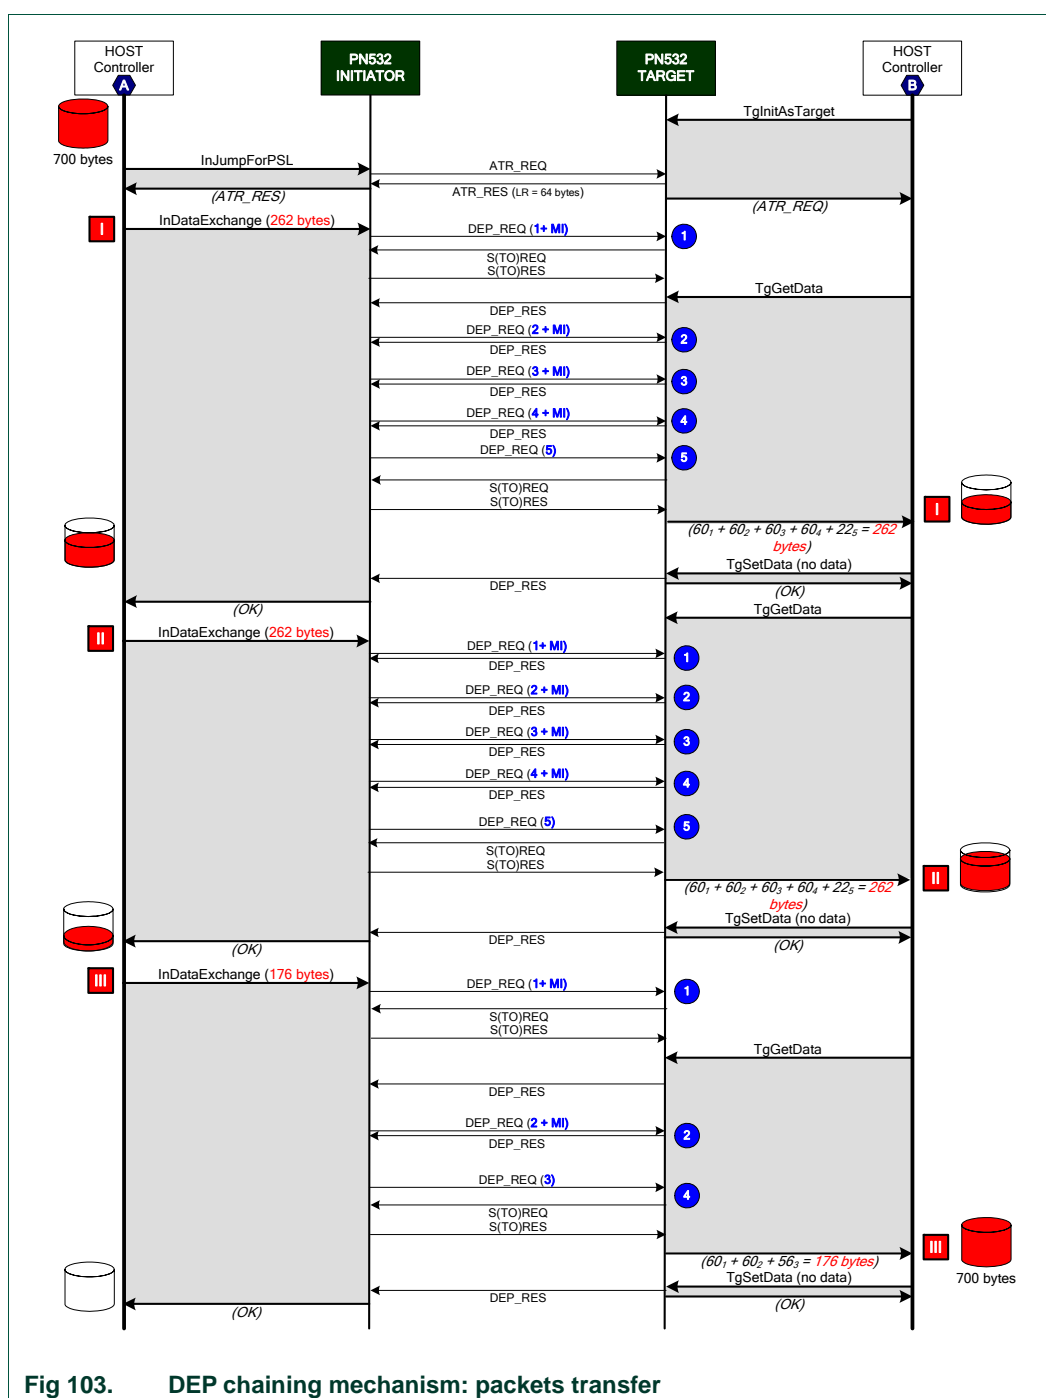 HOST
Controller
A
PN532
INITIATOR
PN532
TARGET
HOST
Controller
B
TgInitAsTarget
700 bytes
InJumpForPSL
ATR_REQ
(ATR_RES)
ATR_RES (LR = 64 bytes)
(ATR_REQ)
I
InDataExchange (262 bytes)
DEP_REQ (1+ MI)
1
S(TO)REQ
S(TO)RES
TgGetData
DEP_RES
DEP_REQ (2 + MI)
2
DEP_RES
DEP_REQ (3 + MI)
3
DEP_RES
DEP_REQ (4 + MI)
4
DEP_RES
DEP_REQ (5)
5
S(TO)REQ
S(TO)RES
I
(60₁ + 60₂ + 60₃ + 60₄ + 22₅ = 262
bytes)
TgSetData (no data)
DEP_RES
(OK)
(OK)
TgGetData
II
InDataExchange (262 bytes)
DEP_REQ (1+ MI)
1
DEP_RES
DEP_REQ (2 + MI)
2
DEP_RES
DEP_REQ (3 + MI)
3
DEP_RES
DEP_REQ (4 + MI)
4
DEP_RES
DEP_REQ (5)
5
S(TO)REQ
S(TO)RES
II
(60₁ + 60₂ + 60₃ + 60₄ + 22₅ = 262
bytes)
TgSetData (no data)
DEP_RES
(OK)
(OK)
III
InDataExchange (176 bytes)
DEP_REQ (1+ MI)
1
S(TO)REQ
S(TO)RES
TgGetData
DEP_RES
DEP_REQ (2 + MI)
2
DEP_RES
DEP_REQ (3)
4
S(TO)REQ
S(TO)RES
III
(60₁ + 60₂ + 56₃ = 176 bytes)
700 bytes
TgSetData (no data)
DEP_RES
(OK)
(OK)
Fig 103. DEP chaining mechanism: packets transfer